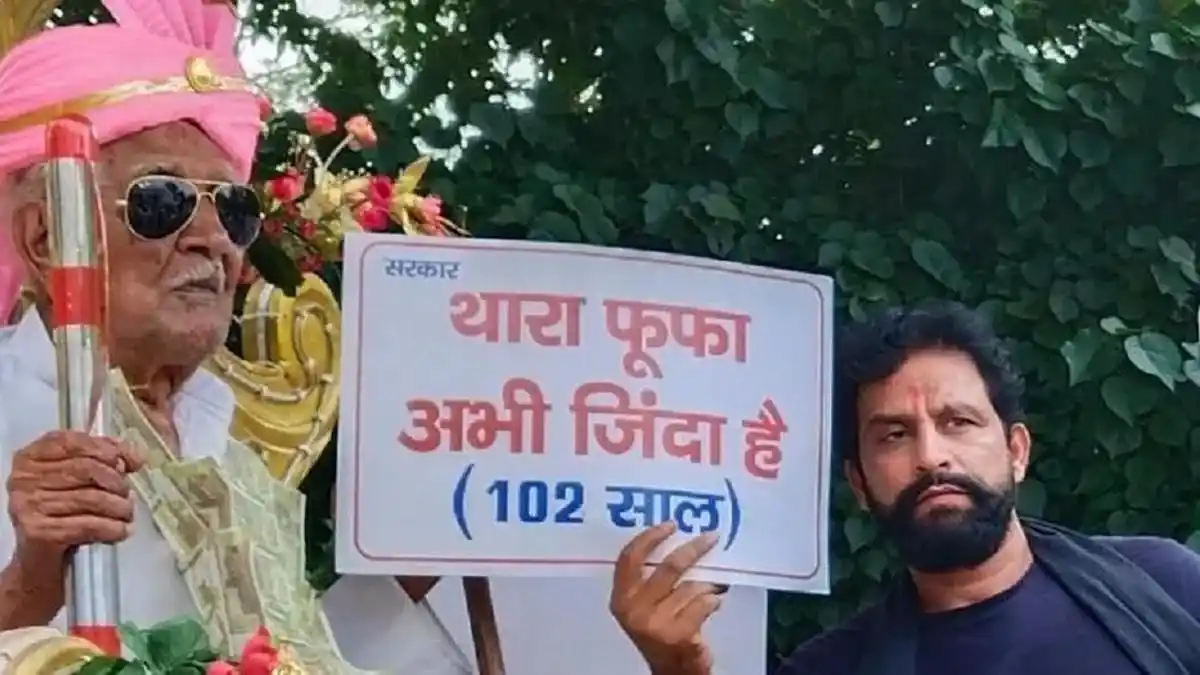 सरकार
थारा फूफा
अभी जिंदा है
(102 साल)